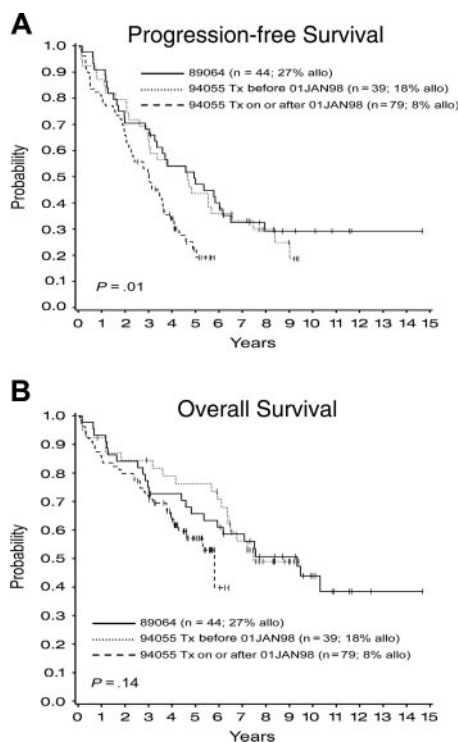 A
Progression-free Survival
89064 (n = 44; 27% allo)
94055 Tx before 01JAN98 (n = 39; 18% allo)
94055 Tx on or after 01JAN98 (n = 79; 8% allo)
Probability
1.0
0.9
0.8
0.7
0.6
0.5
0.4
0.3
0.2
0.1
0.0
P = .01
0 1 2 3 4 5 6 7 8 9 10 11 12 13 14 15
Years
B
Overall Survival
Probability
1.0
0.9
0.8
0.7
0.6
0.5
0.4
0.3
0.2
0.1
0.0
89064 (n = 44; 27% allo)
94055 Tx before 01JAN98 (n = 39; 18% allo)
94055 Tx on or after 01JAN98 (n = 79; 8% allo)
P = .14
0 1 2 3 4 5 6 7 8 9 10 11 12 13 14 15
Years